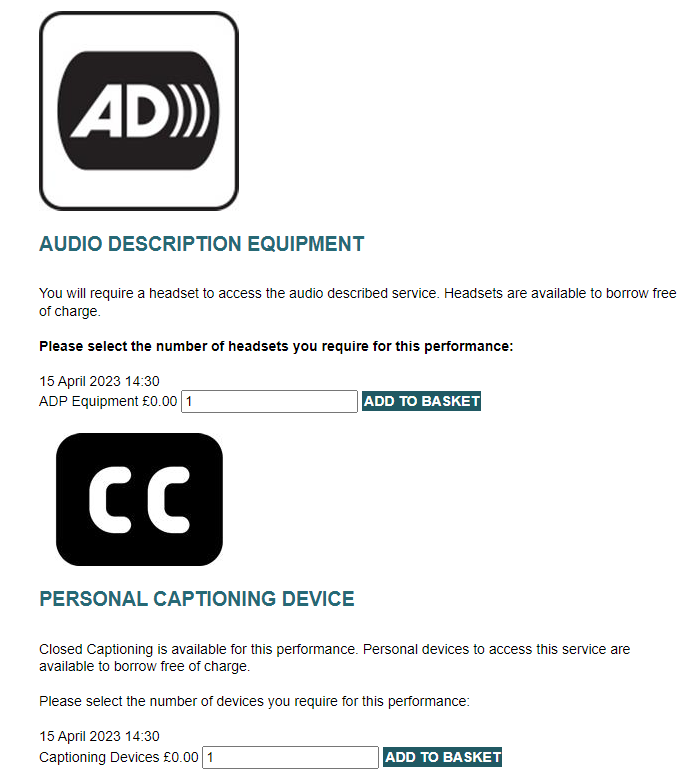 AD
AUDIO DESCRIPTION EQUIPMENT
You will require a headset to access the audio described service. Headsets are available to borrow free
of charge.
Please select the number of headsets you require for this performance:
15 April 2023 14:30
ADP Equipment £0.00 1 ADD TO BASKET
CC
PERSONAL CAPTIONING DEVICE
Closed Captioning is available for this performance. Personal devices to access this service are
available to borrow free of charge.
Please select the number of devices you require for this performance:
15 April 2023 14:30
Captioning Devices £0.00 1 ADD TO BASKET